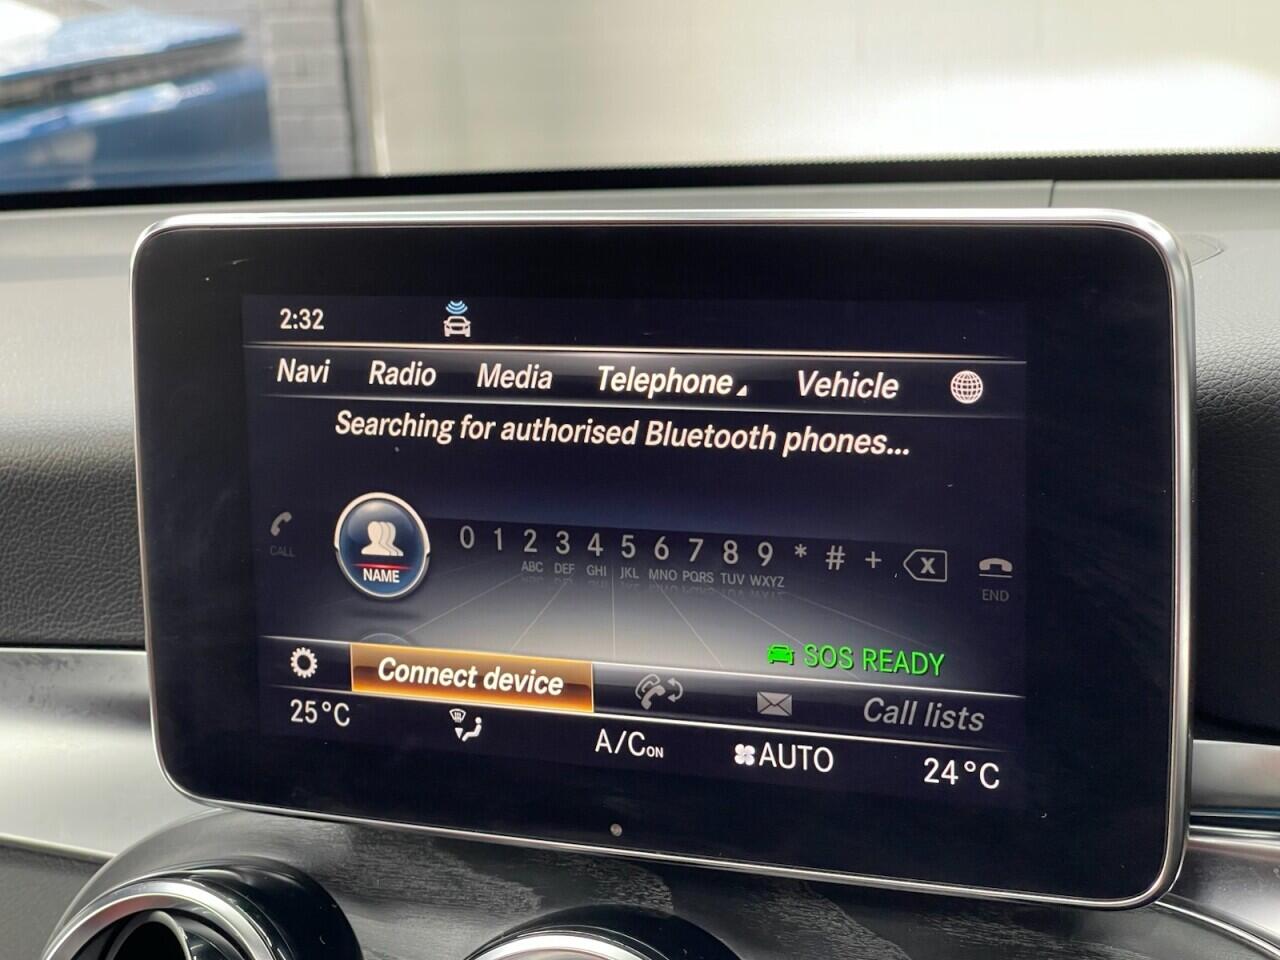 2:32
Navi Radio Media Telephone Vehicle
Searching for authorised Bluetooth phones...
CALL
NAME
0 1 2 3 4 5 6 7 8 9 * # +
ABC DEF GHI JKL MNO PQRS TUV WXYZ
X
END
SOS READY
Connect device Call lists
25°C A/C ON AUTO 24°C